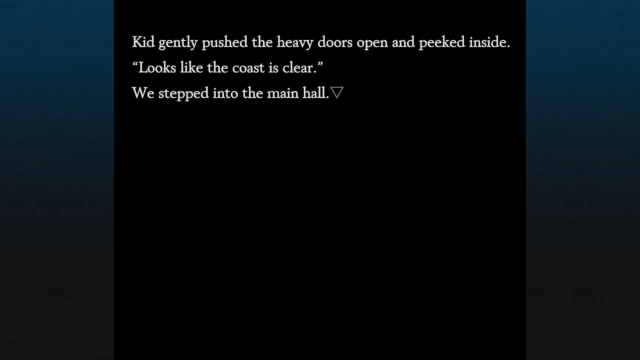 Kid gently pushed the heavy doors open and peeked inside.
“Looks like the coast is clear.”
We stepped into the main hall.▽